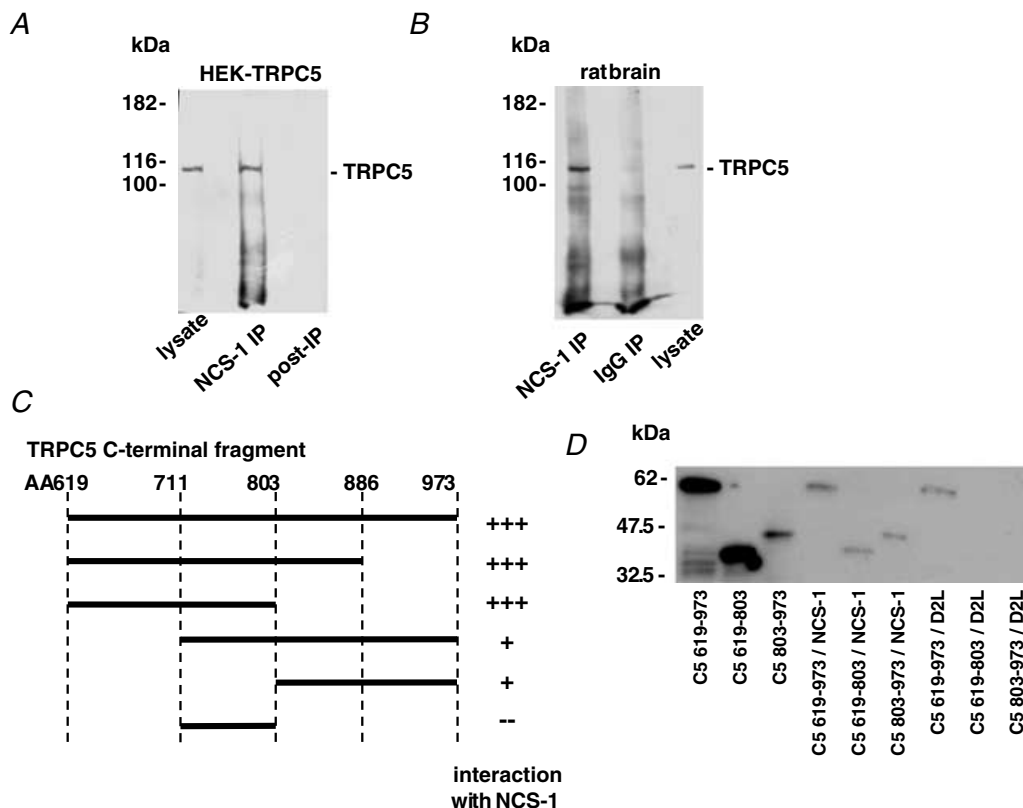 A
kDa
HEK-TRPC5
182-
116-
100-
- TRPC5
lysate
NCS-1 IP
post-IP
B
kDa
ratbrain
182-
116-
100-
- TRPC5
NCS-1 IP
IgG IP
lysate
C
TRPC5 C-terminal fragment
AA619 711 803 886 973
+++
+++
+++
+
+
--
interaction
with NCS-1
D
kDa
62 -
47.5 -
32.5 -
C5 619-973
C5 619-803
C5 803-973
C5 619-973 / NCS-1
C5 619-803 / NCS-1
C5 803-973 / NCS-1
C5 619-973 / D2L
C5 619-803 / D2L
C5 803-973 / D2L